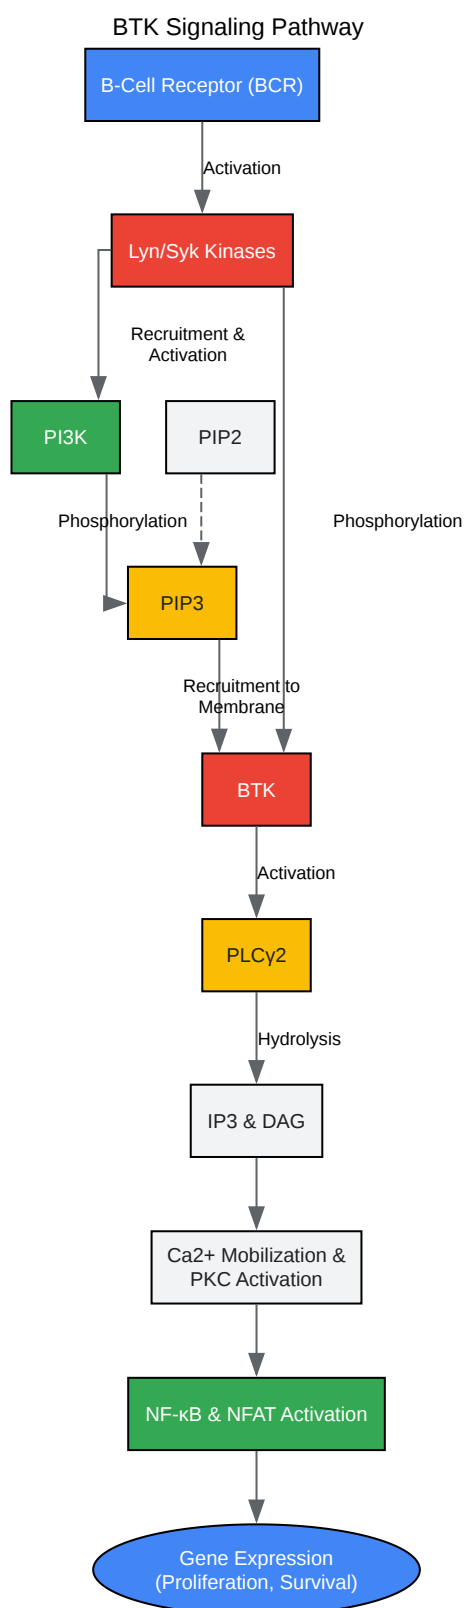 BTK Signaling Pathway
B-Cell Receptor (BCR)
Activation
Lyn/Syk Kinases
Recruitment &
Activation
PI3K
PIP2
Phosphorylation
Phosphorylation
PIP3
Recruitment to
Membrane
BTK
Activation
PLCγ2
Hydrolysis
IP3 & DAG
Ca2+ Mobilization &
PKC Activation
NF-κB & NFAT Activation
Gene Expression
(Proliferation, Survival)